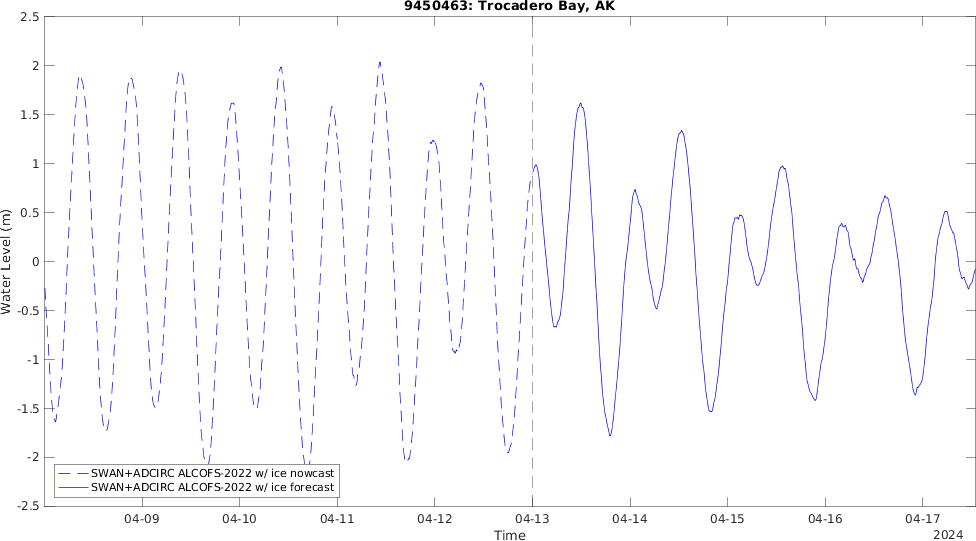 9450463: Trocadero Bay, AK
2.5
2
1.5
1
0.5
0
-0.5
-1
-1.5
-2
-2.5
Water Level (m)
SWAN+ADCIRC ALCOFS-2022 w/ ice nowcast
SWAN+ADCIRC ALCOFS-2022 w/ ice forecast
04-09 04-10 04-11 04-12 04-13 04-14 04-15 04-16 04-17
Time
2024